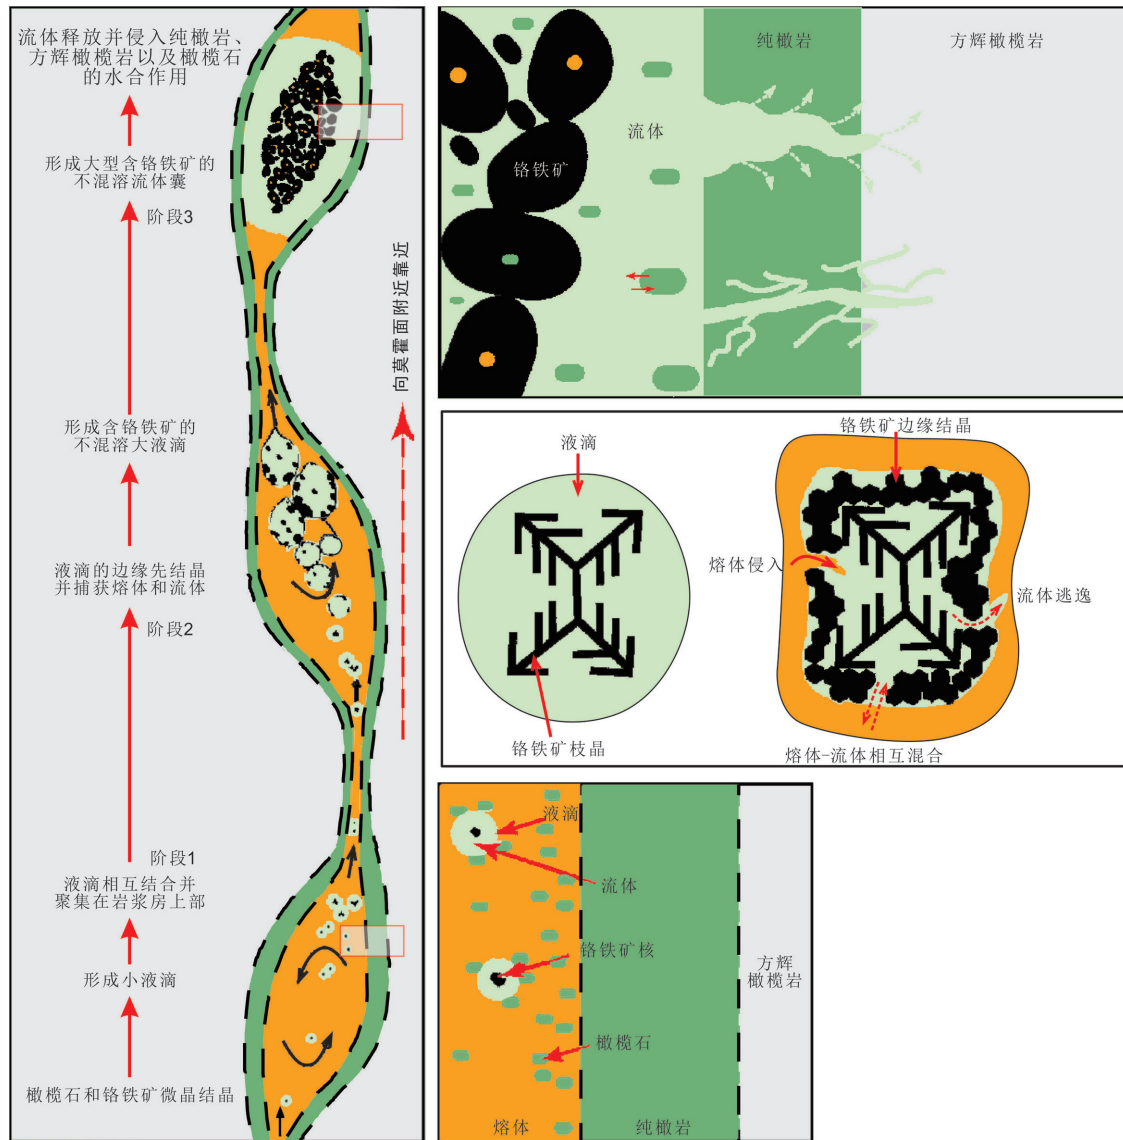 流体释放并侵入纯橄岩、
方辉橄榄岩以及橄榄石
的水合作用
形成大型含铬铁矿的
不混溶流体囊
阶段3
形成含铬铁矿的
不混溶大液滴
液滴的边缘先结晶
并捕获熔体和流体
阶段2
阶段1
液滴相互结合并
聚集在岩浆房上部
形成小液滴
橄榄石和铬铁矿微晶结晶
向莫霍面附近靠近
纯橄岩
方辉橄榄岩
流体
铬铁矿
液滴
铬铁矿边缘结晶
熔体侵入
流体逃逸
铬铁矿枝晶
熔体-流体相互混合
液滴
流体
铬铁矿核
方辉
橄榄岩
橄榄石
熔体
纯橄岩